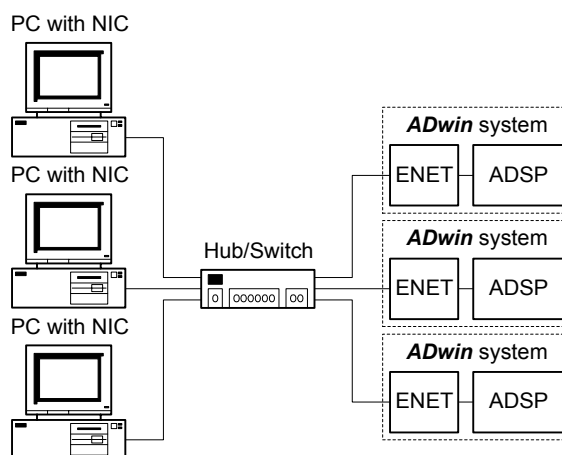 PC with NIC
ADwin system
ENET ADSP
PC with NIC
ADwin system
Hub/Switch
ENET ADSP
PC with NIC
ADwin system
ENET ADSP